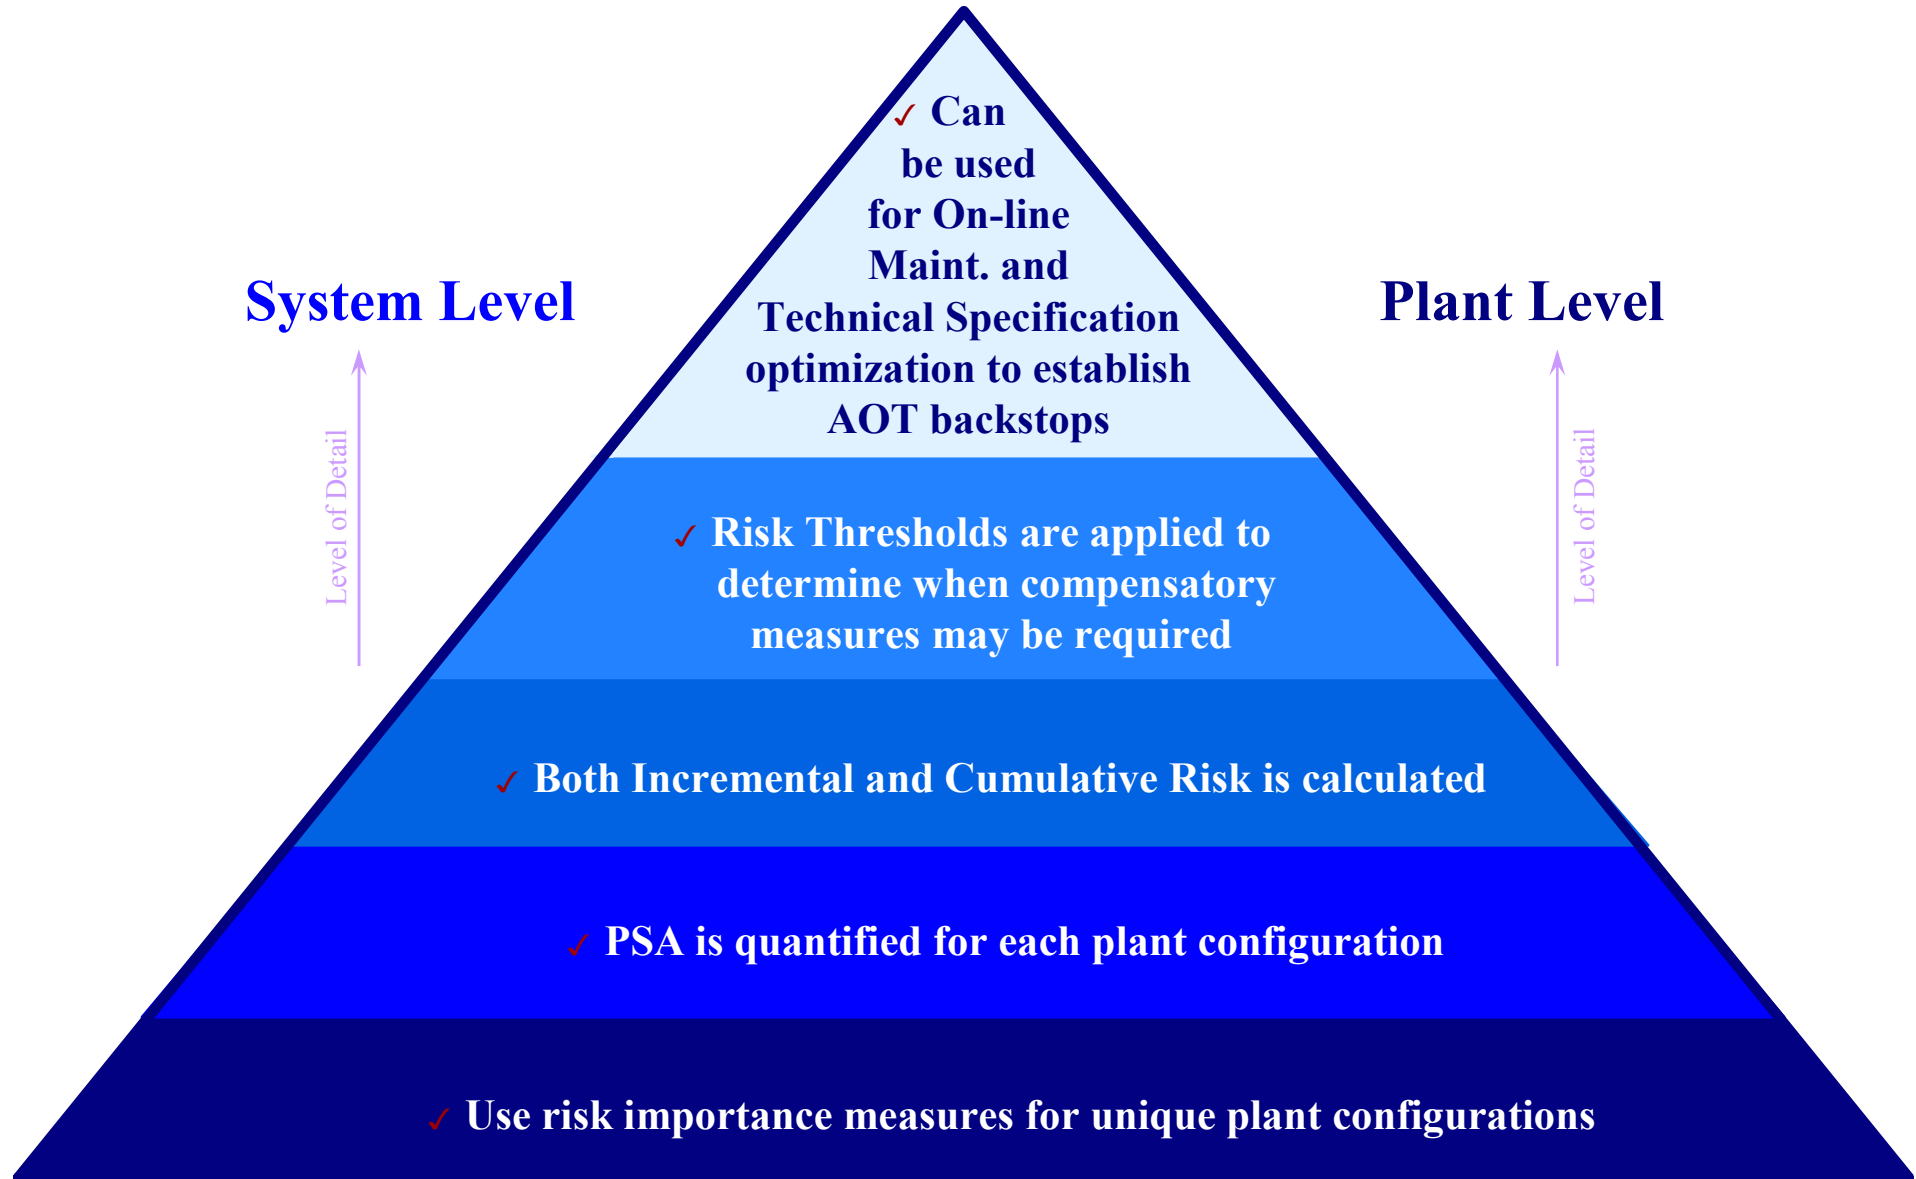 ✓ Can
be used
for On-line
Maint. and
Technical Specification
optimization to establish
AOT backstops
System Level
Level of Detail
Plant Level
Level of Detail
✓ Risk Thresholds are applied to
determine when compensatory
measures may be required
✓ Both Incremental and Cumulative Risk is calculated
✓ PSA is quantified for each plant configuration
✓ Use risk importance measures for unique plant configurations